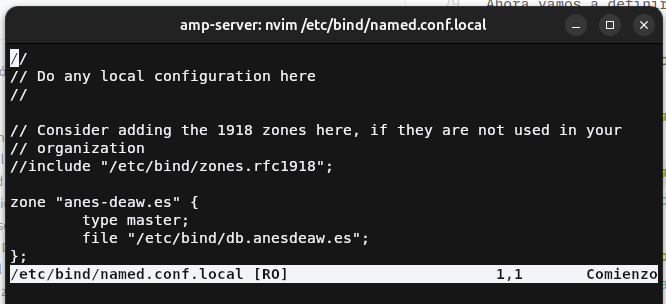 Ahora vamos a definir
amp-server: nvim /etc/bind/named.conf.local
//
// Do any local configuration here
//
// Consider adding the 1918 zones here, if they are not used in your
// organization
//include "/etc/bind/zones.rfc1918";
zone "anes-deaw.es" {
        type master;
        file "/etc/bind/db.anesdeaw.es";
};
/etc/bind/named.conf.local [RO] 1,1 Comienzo